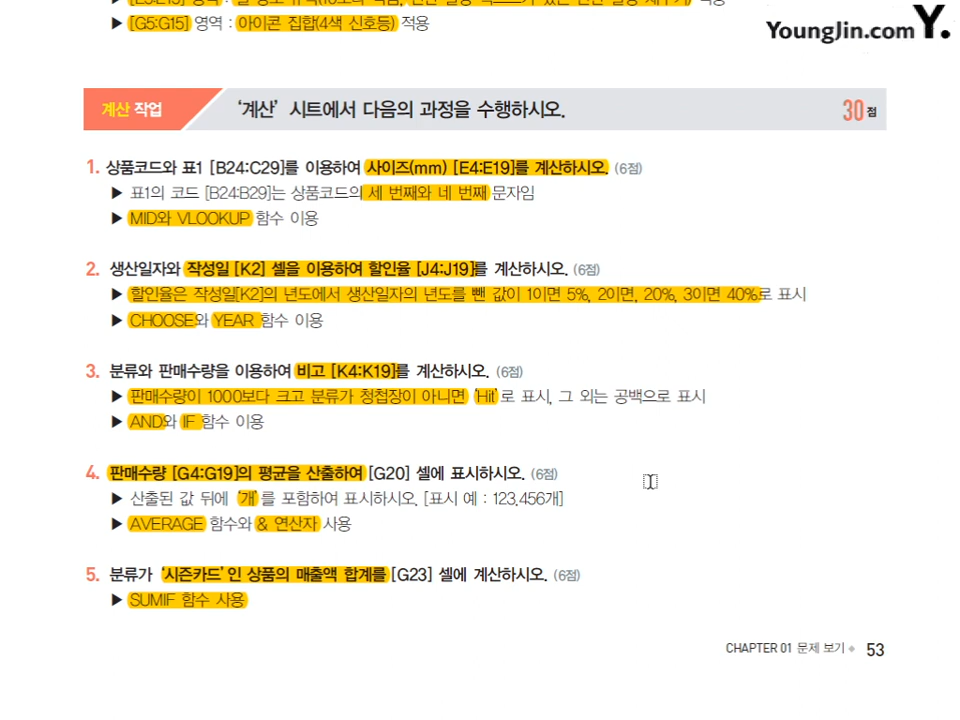 ▶ [G5:G15] 영역 : 아이콘 집합(4색 신호등) 적용
YoungJin.com Y.
계산 작업 '계산' 시트에서 다음의 과정을 수행하시오. 30점
1. 상품코드와 표1 [B24:C29]를 이용하여 사이즈(mm) [E4:E19]를 계산하시오. (6점)
▶ 표1의 코드 [B24:B29]는 상품코드의 세 번째와 네 번째 문자임
▶ MID와 VLOOKUP 함수 이용
2. 생산일자와 작성일 [K2] 셀을 이용하여 할인율 [J4:J19]를 계산하시오. (6점)
▶ 할인율은 작성일[K2]의 년도에서 생산일자의 년도를 뺀 값이 1이면 5%, 2이면, 20%, 3이면 40%로 표시
▶ CHOOSE와 YEAR 함수 이용
3. 분류와 판매수량을 이용하여 비고 [K4:K19]를 계산하시오. (6점)
▶ 판매수량이 1000보다 크고 분류가 청첩장이 아니면 'Hit'로 표시, 그 외는 공백으로 표시
▶ AND와 IF 함수 이용
4. 판매수량 [G4:G19]의 평균을 산출하여 [G20] 셀에 표시하시오. (6점)
▶ 산출된 값 뒤에 '개'를 포함하여 표시하시오. [표시 예 : 123,456개]
▶ AVERAGE 함수와 & 연산자 사용
5. 분류가 '시즌카드'인 상품의 매출액 합계를 [G23] 셀에 계산하시오. (6점)
▶ SUMIF 함수 사용
CHAPTER 01 문제 보기 53